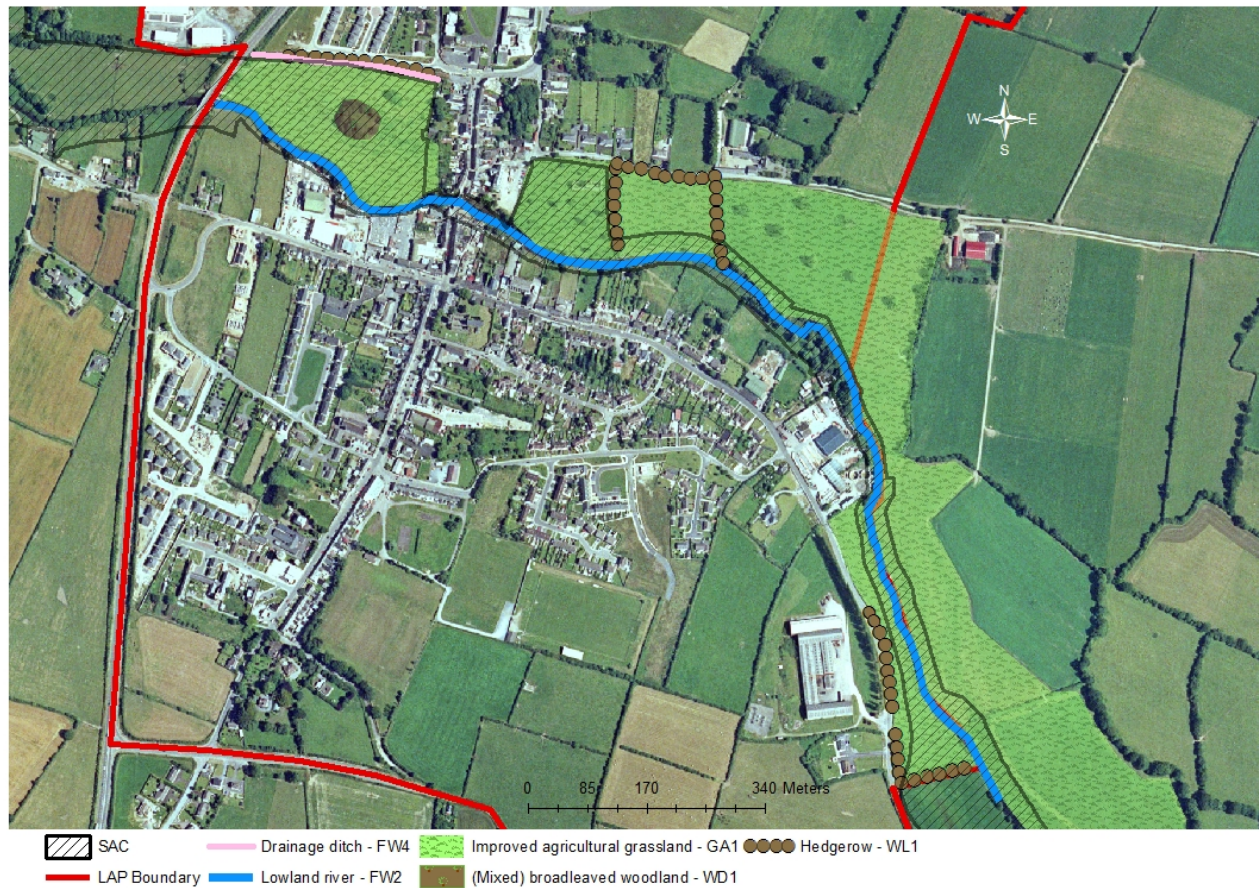 N
W E
S
0 85 170 340 Meters
SAC Drainage ditch - FW4 Improved agricultural grassland - GA1 Hedgerow - WL1
LAP Boundary Lowland river - FW2 (Mixed) broadleaved woodland - WD1